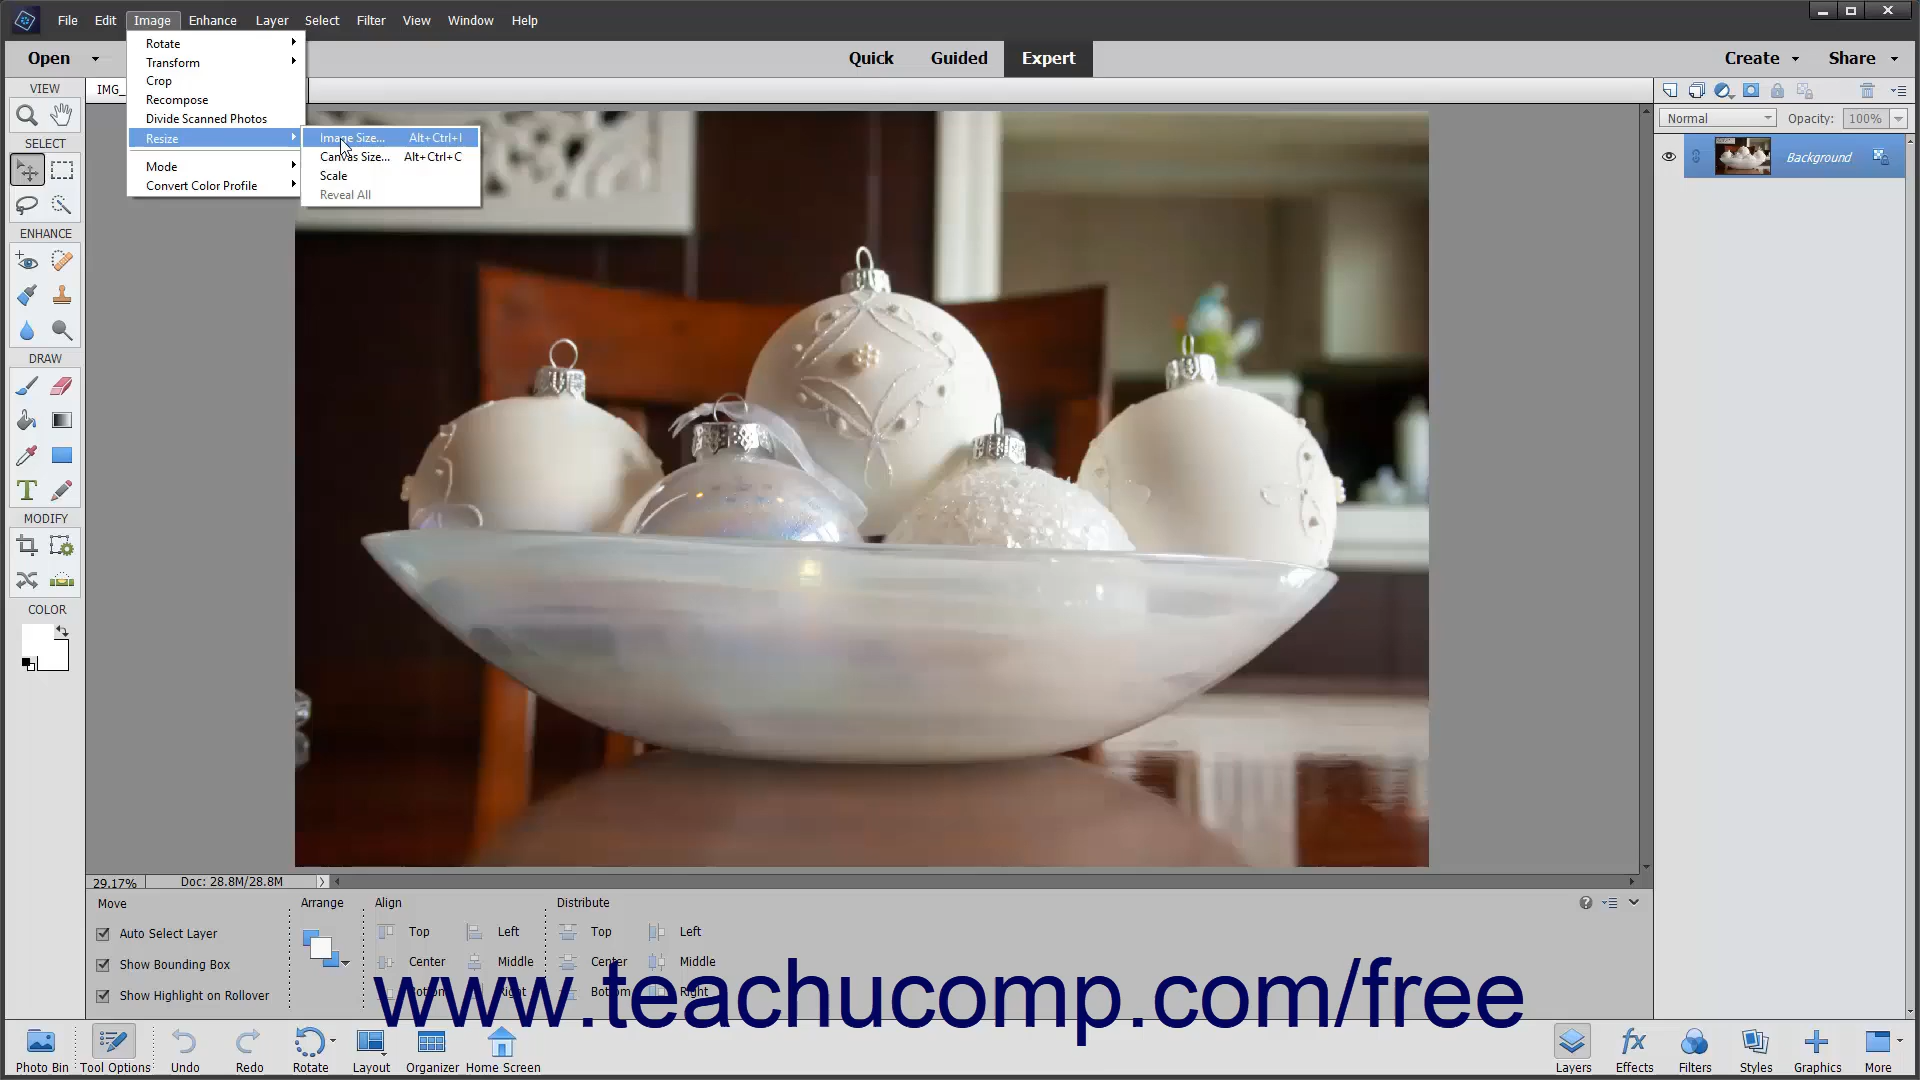 File Edit Image Enhance Layer Select Filter View Window Help
Open
Quick Guided Expert
Create Share
Rotate
Transform
Crop
Recompose
Divide Scanned Photos
Resize
Mode
Convert Color Profile
Image Size... Alt+Ctrl+I
Canvas Size... Alt+Ctrl+C
Scale
Reveal All
IMG_
VIEW
SELECT
ENHANCE
DRAW
MODIFY
COLOR
Normal Opacity: 100%
Background
29.17% Doc: 28.8M/28.8M
Move Arrange Align Distribute
Auto Select Layer Top Left Top Left
Show Bounding Box Center Middle Center Middle
Show Highlight on Rollover Bottom Right Bottom Right
www.teachucomp.com/free
Photo Bin Tool Options Undo Redo Rotate Layout Organizer Home Screen
Layers Effects Filters Styles Graphics More